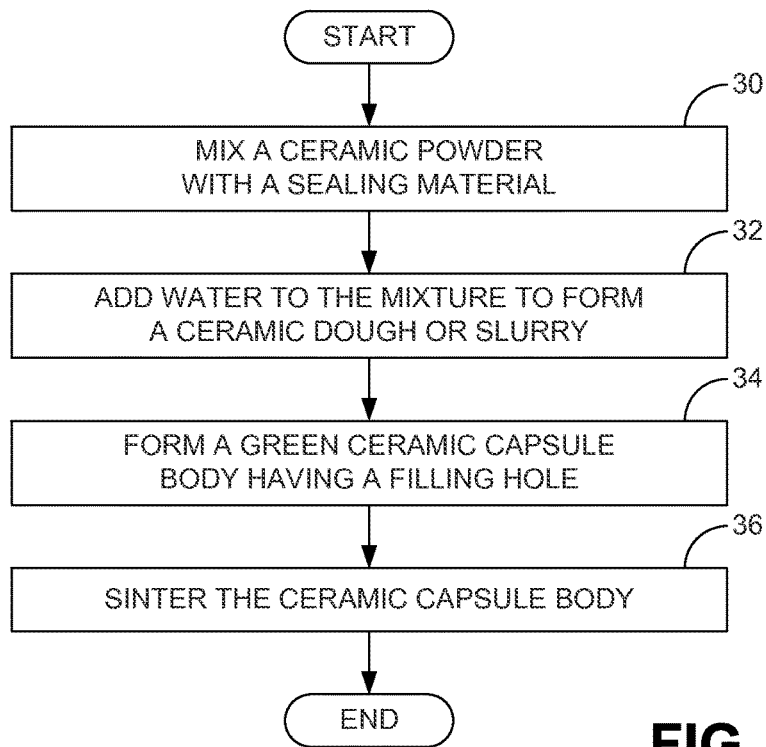 START
30
MIX A CERAMIC POWDER
WITH A SEALING MATERIAL
32
ADD WATER TO THE MIXTURE TO FORM
A CERAMIC DOUGH OR SLURRY
34
FORM A GREEN CERAMIC CAPSULE
BODY HAVING A FILLING HOLE
36
SINTER THE CERAMIC CAPSULE BODY
END
FIG